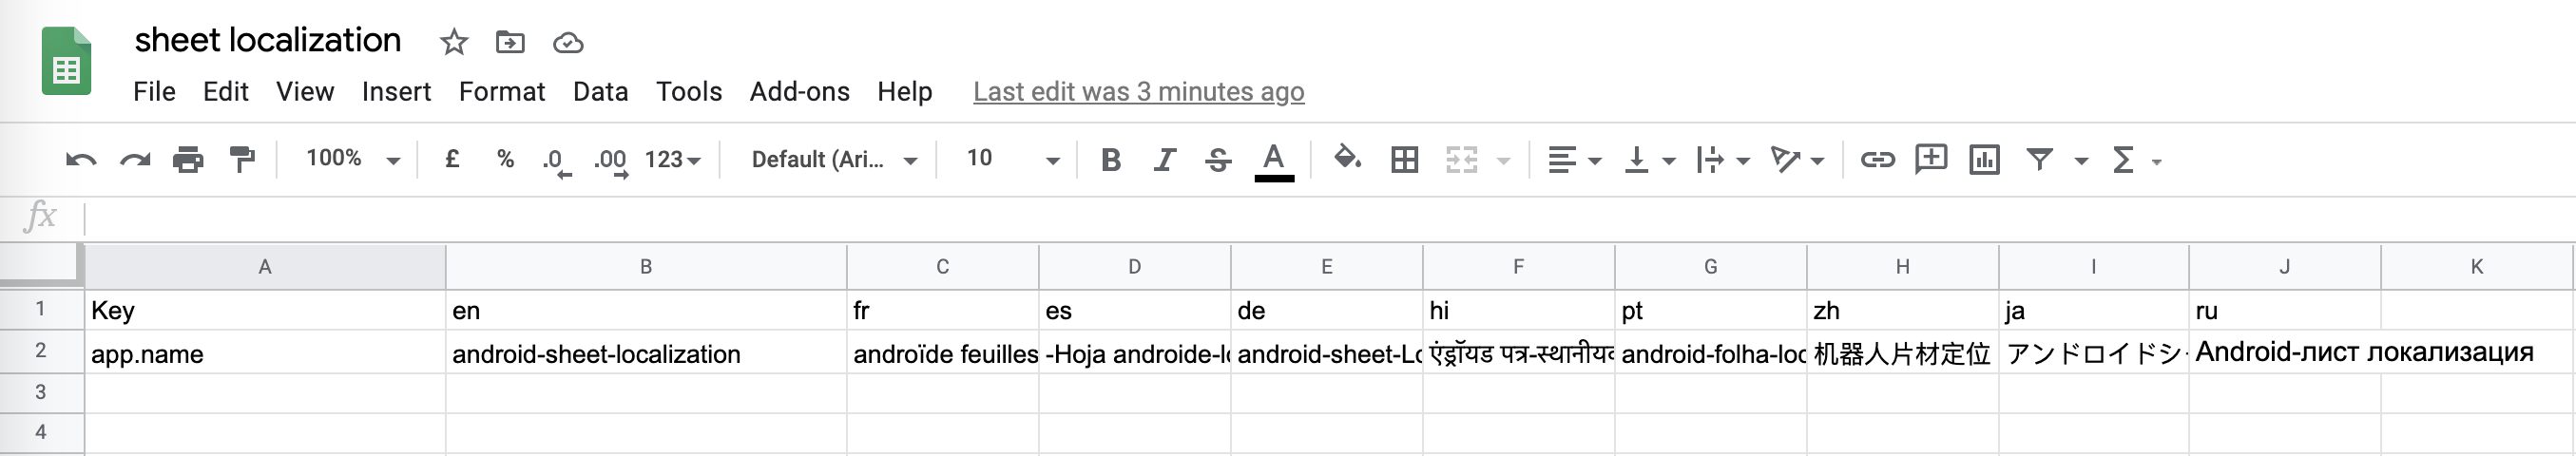 sheet localization
File Edit View Insert Format Data Tools Add-ons Help Last edit was 3 minutes ago
100% £ % .0 .00 123 Default (Ari... 10 B I S A Σ
fx
A B C D E F G H I J K
1 Key en fr es de hi pt zh ja ru
2 app.name android-sheet-localization androïde feuilles -Hoja androide-lo android-sheet-Lo एंड्रॉयड पत्र-स्थानीय android-folha-loc 机器人片材定位 アンドロイドシ Android-лист локализация
3
4